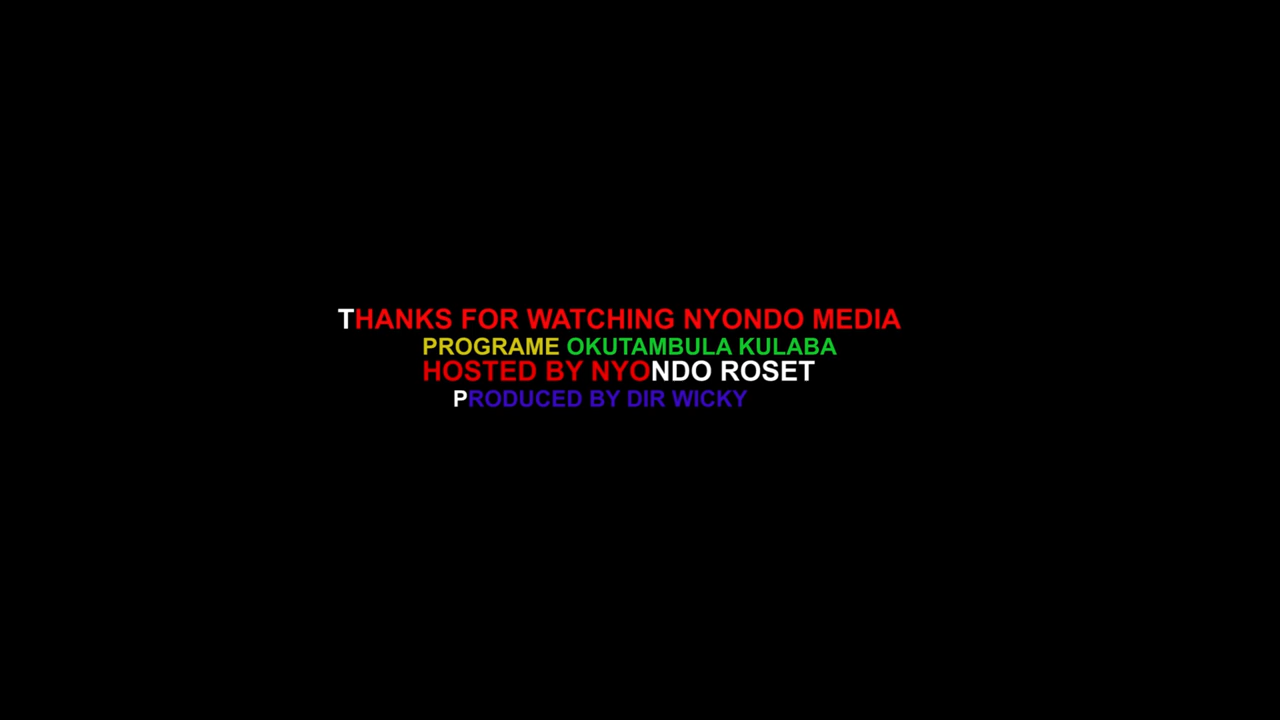 THANKS FOR WATCHING NYONDO MEDIA
PROGRAME OKUTAMBULA KULABA
HOSTED BY NYONDO ROSET
PRODUCED BY DIR WICKY